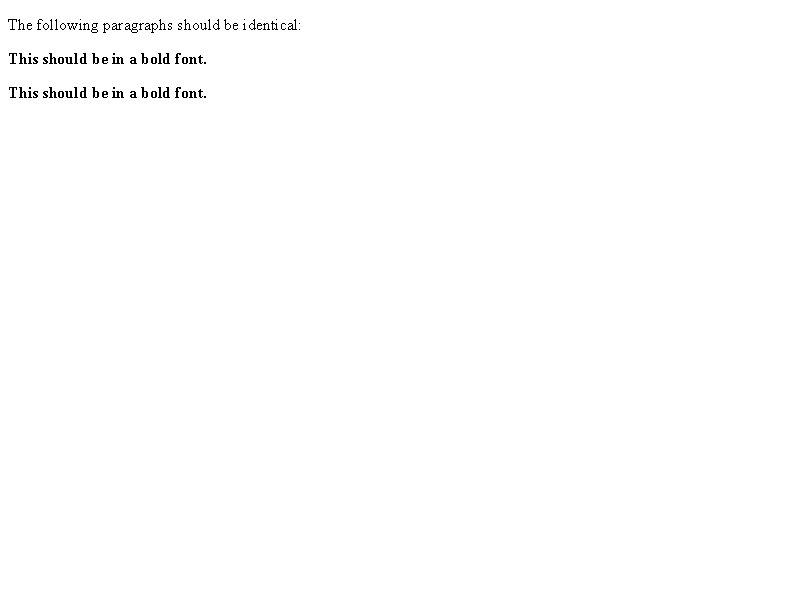 The following paragraphs should be identical:
This should be in a bold font.
This should be in a bold font.